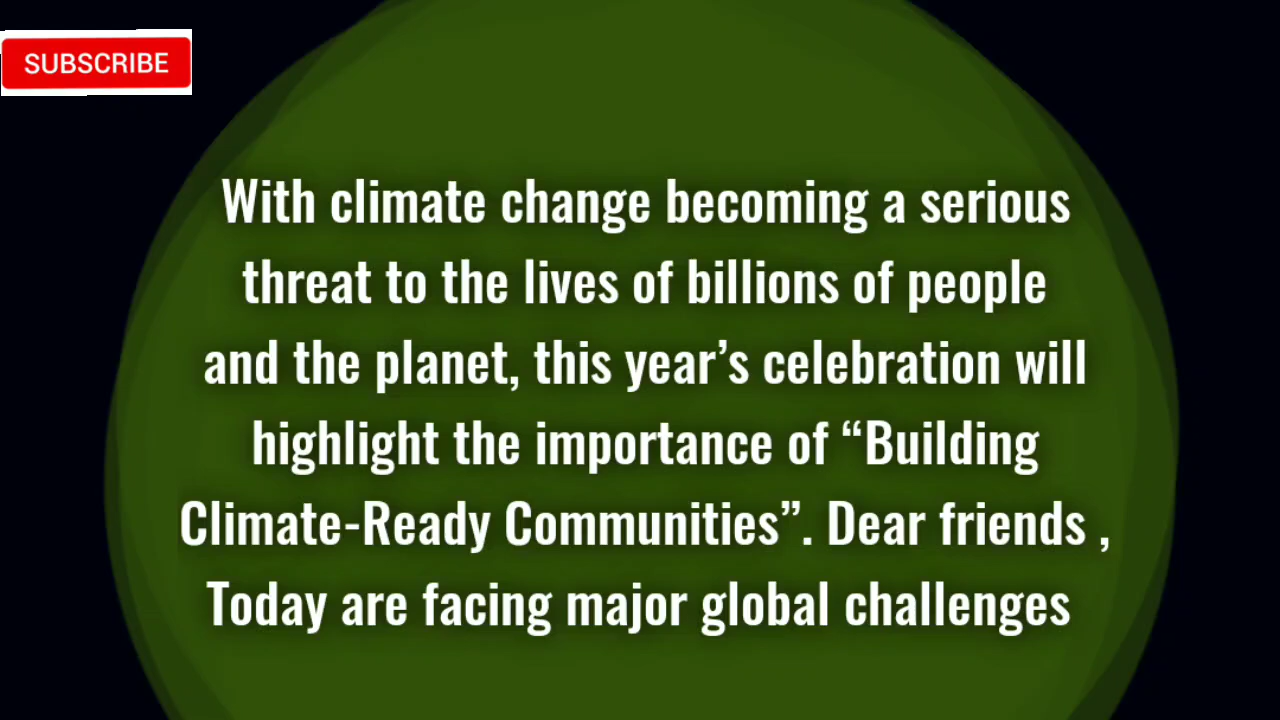 SUBSCRIBE
With climate change becoming a serious
threat to the lives of billions of people
and the planet, this year’s celebration will
highlight the importance of “Building
Climate-Ready Communities”. Dear friends ,
Today are facing major global challenges